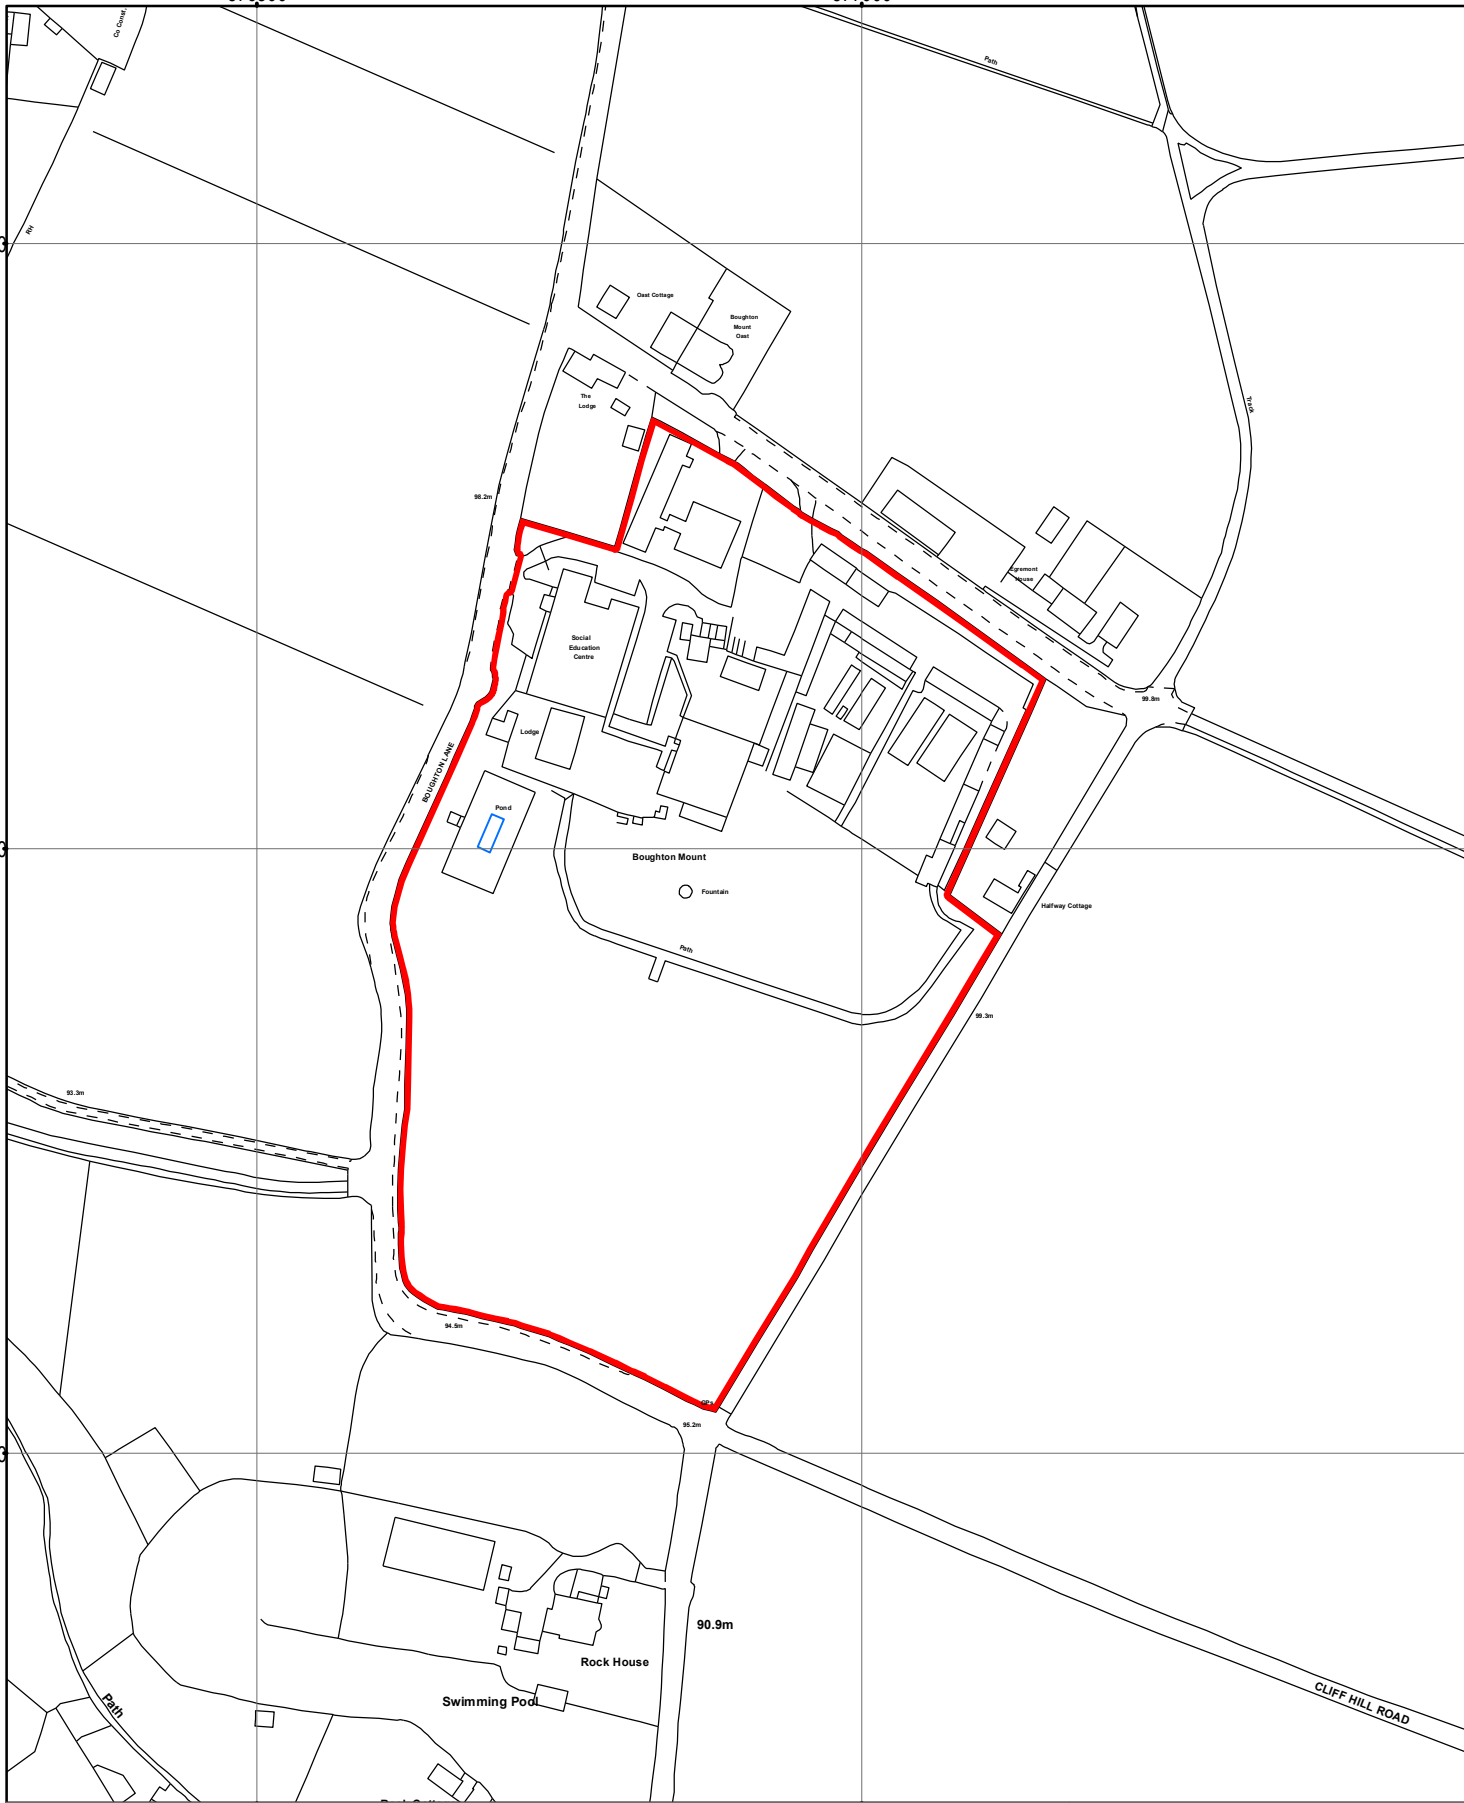 Co Const.
Path
RH
Oast Cottage
Boughton
Mount
Oast
The
Lodge
Track
98.2m
Egremont
House
Social
Education
Centre
99.8m
Lodge
BOUGHTON LANE
Pond
Boughton Mount
Fountain
Halfway Cottage
Path
99.3m
93.3m
94.5m
GPs
95.2m
90.9m
Rock House
Swimming Pool
Path
CLIFF HILL ROAD